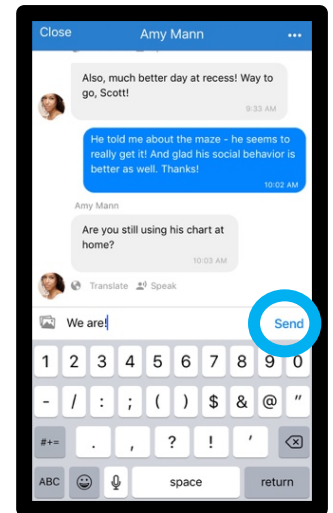 Close Amy Mann •••
Also, much better day at recess! Way to
go, Scott!
9:33 AM
He told me about the maze - he seems to
really get it! And glad his social behavior is
better as well. Thanks!
10:02 AM
Amy Mann
Are you still using his chart at
home?
10:03 AM
Translate Speak
We are! Send
1 2 3 4 5 6 7 8 9 0
- / : ; ( ) $ & @ "
#+= . , ? ! '
ABC space return